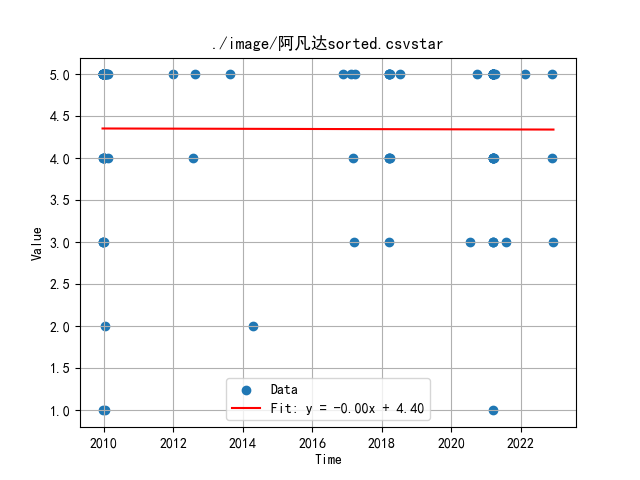 ./image/阿凡达sorted.csvstar
5.0
4.5
4.0
3.5
3.0
2.5
2.0
1.5
1.0
Value
Data
Fit: y = -0.00x + 4.40
2010 2012 2014 2016 2018 2020 2022
Time